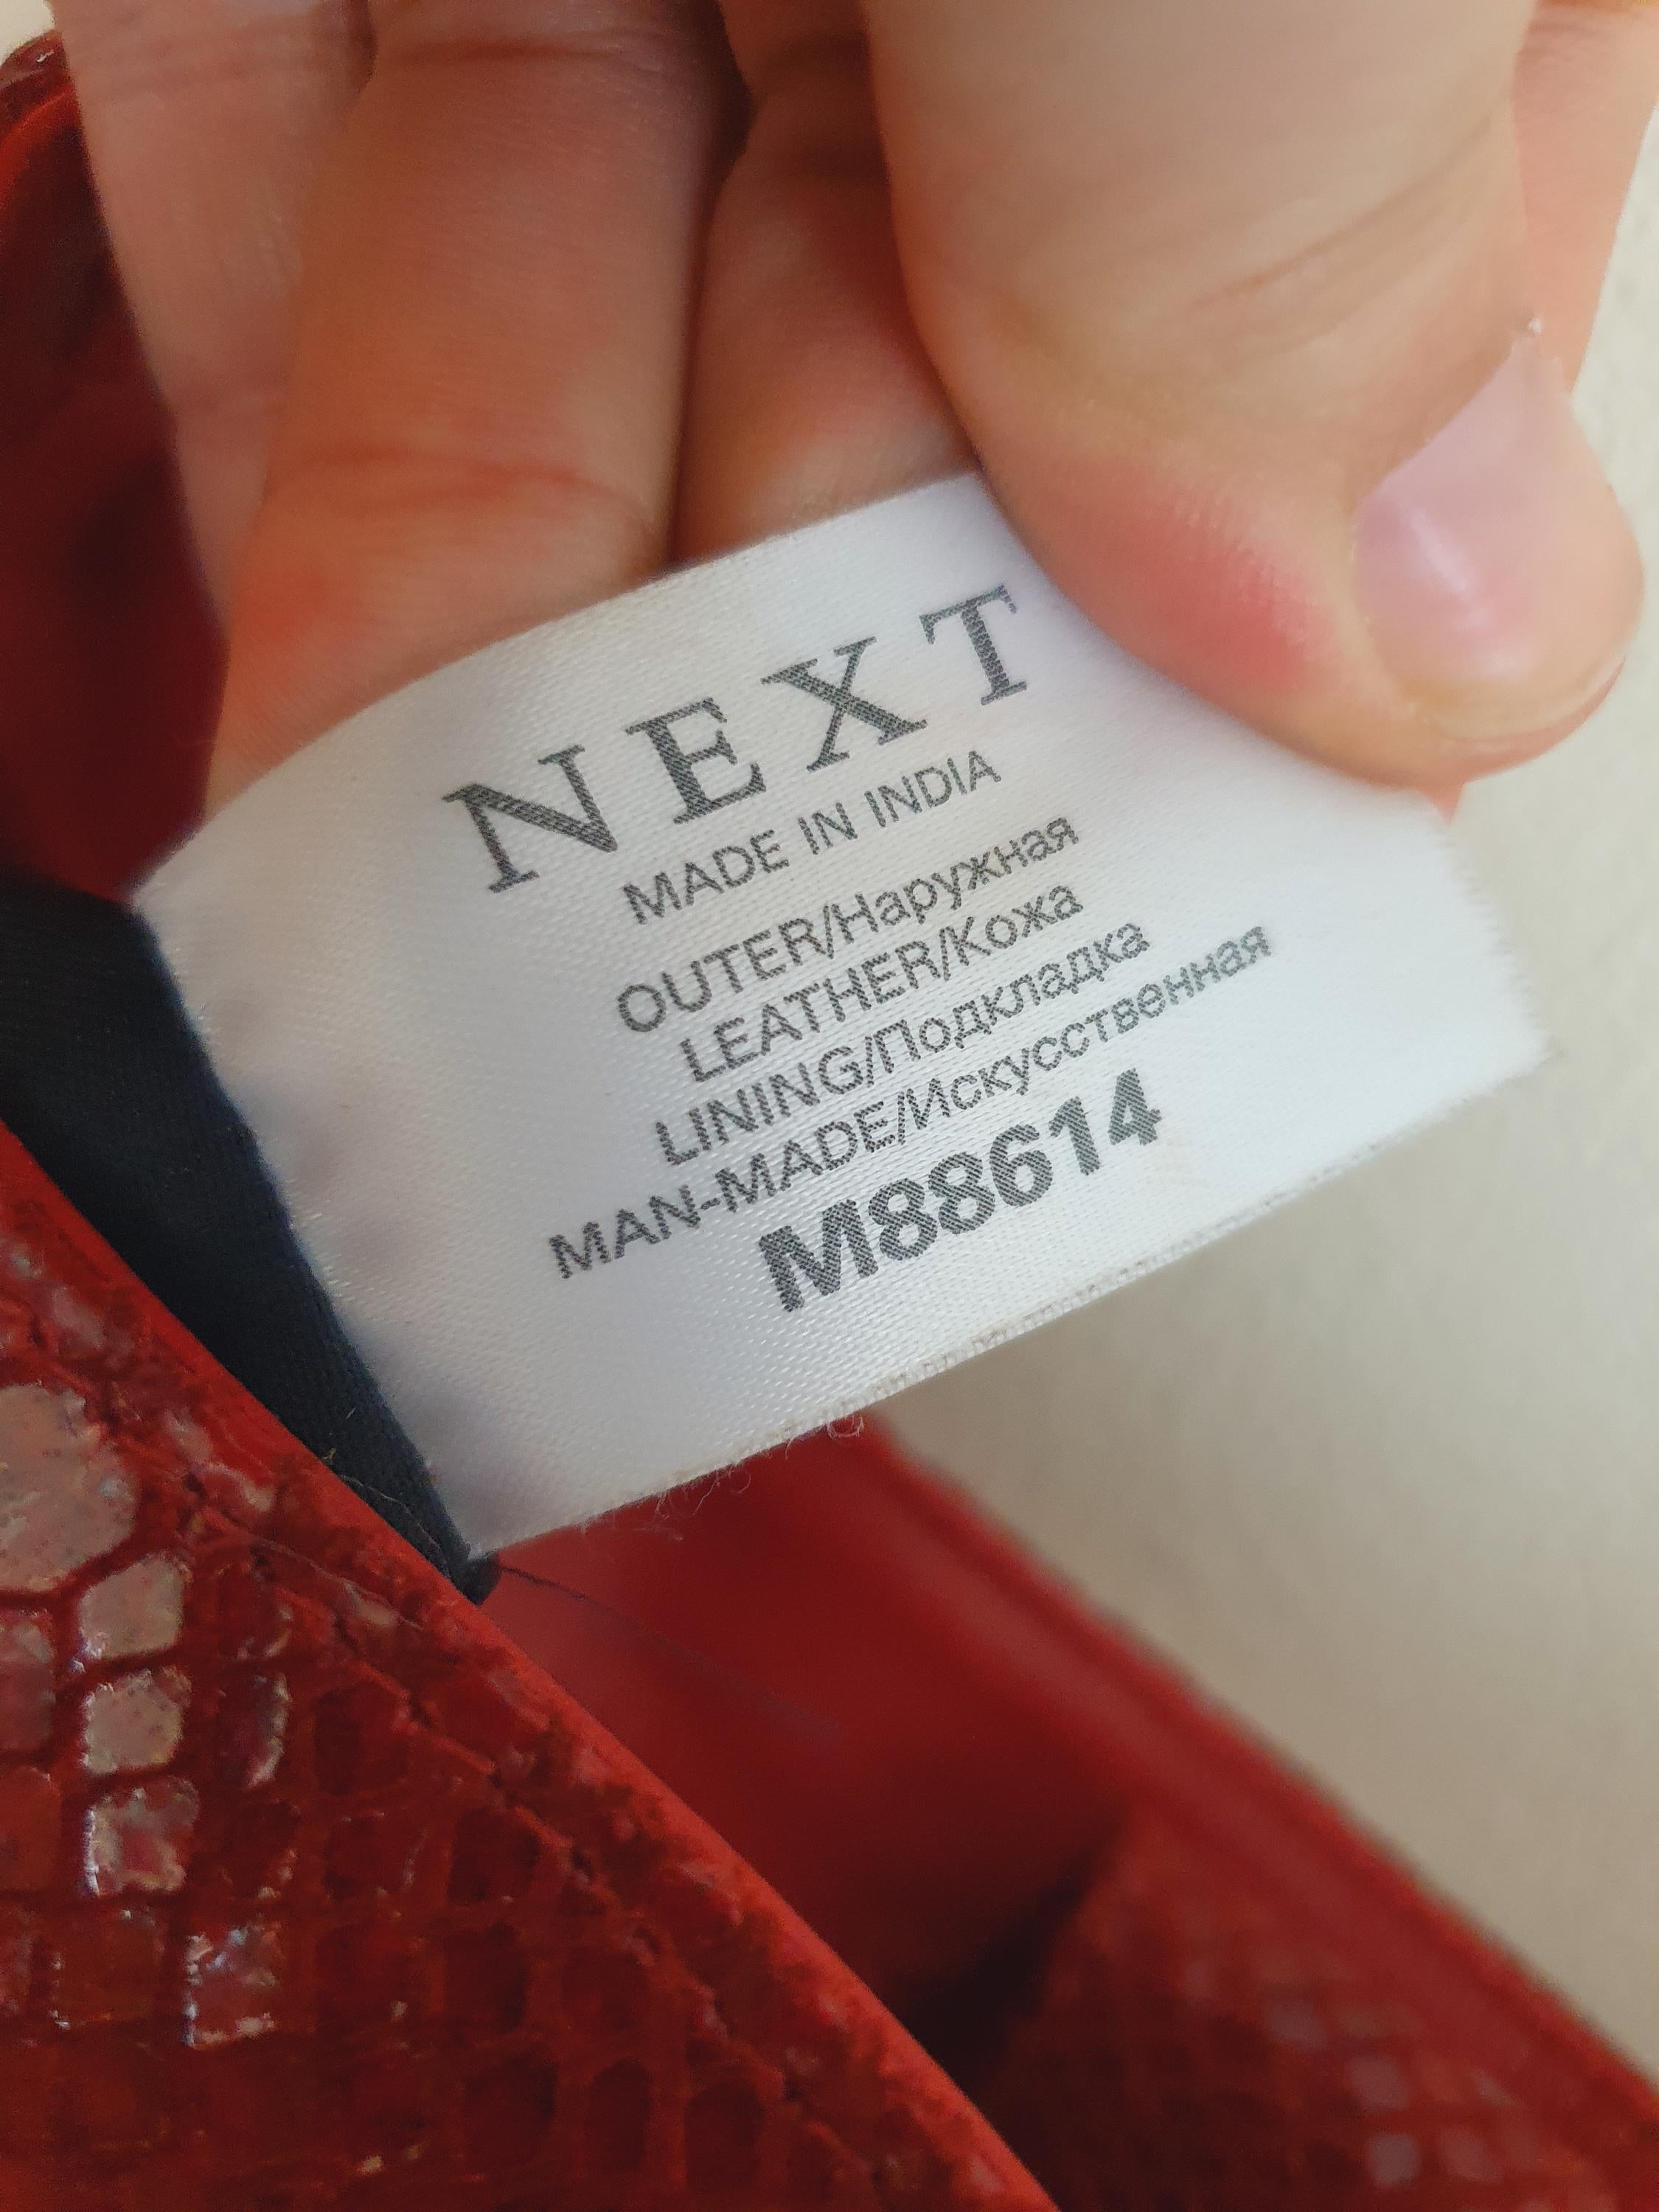 NEXT
MADE IN INDIA
OUTER/Наружная
LEATHER/Кожа
LINING/Подкладка
MAN-MADE/Искусственная
M88614